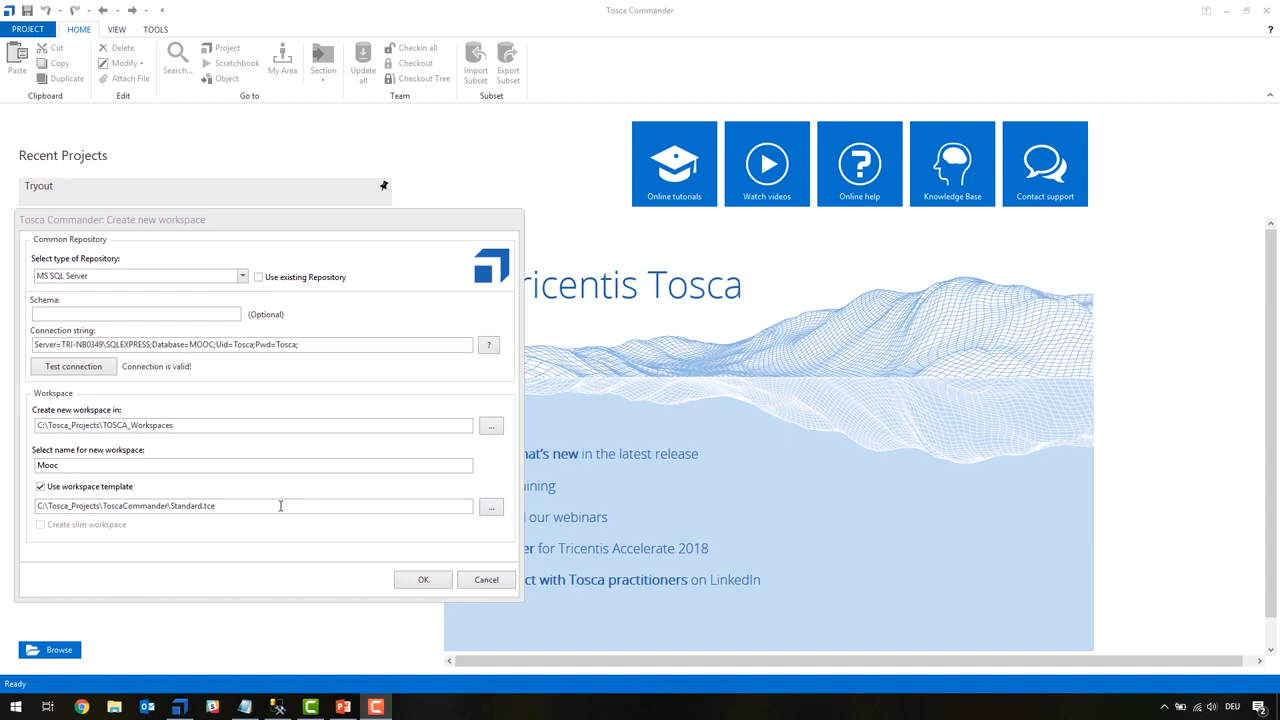 Tosca Commander
PROJECT HOME VIEW TOOLS
?
Paste
Cut
Copy
Duplicate
Clipboard
Delete
Modify
Attach File
Edit
Search...
Project
Scratchbook
Object
My Area
Section
Go to
Update all
Checkin all
Checkout
Checkout Tree
Team
Import Subset
Export Subset
Subset
Recent Projects
Tryout
Online tutorials
Watch videos
Online help
Knowledge Base
Contact support
Tosca Commander: Create new workspace
Common Repository
Select type of Repository:
MS SQL Server
Use existing Repository
Schema:
(Optional)
Connection string:
Server=TRI-NB0349\SQLEXPRESS;Database=MOOC;Uid=Tosca;Pwd=Tosca;
?
Test connection
Connection is valid!
Workspace
Create new workspace in:
C:\Tosca_Projects\TOSCA_Workspaces
...
Select name for new workspace:
Mooc
Use workspace template
C:\Tosca_Projects\ToscaCommander\Standard.tce
...
Create slim workspace
OK
Cancel
ricentis Tosca
hat's new in the latest release
ining
d our webinars
er for Tricentis Accelerate 2018
ct with Tosca practitioners on LinkedIn
Browse
Ready
DEU
2